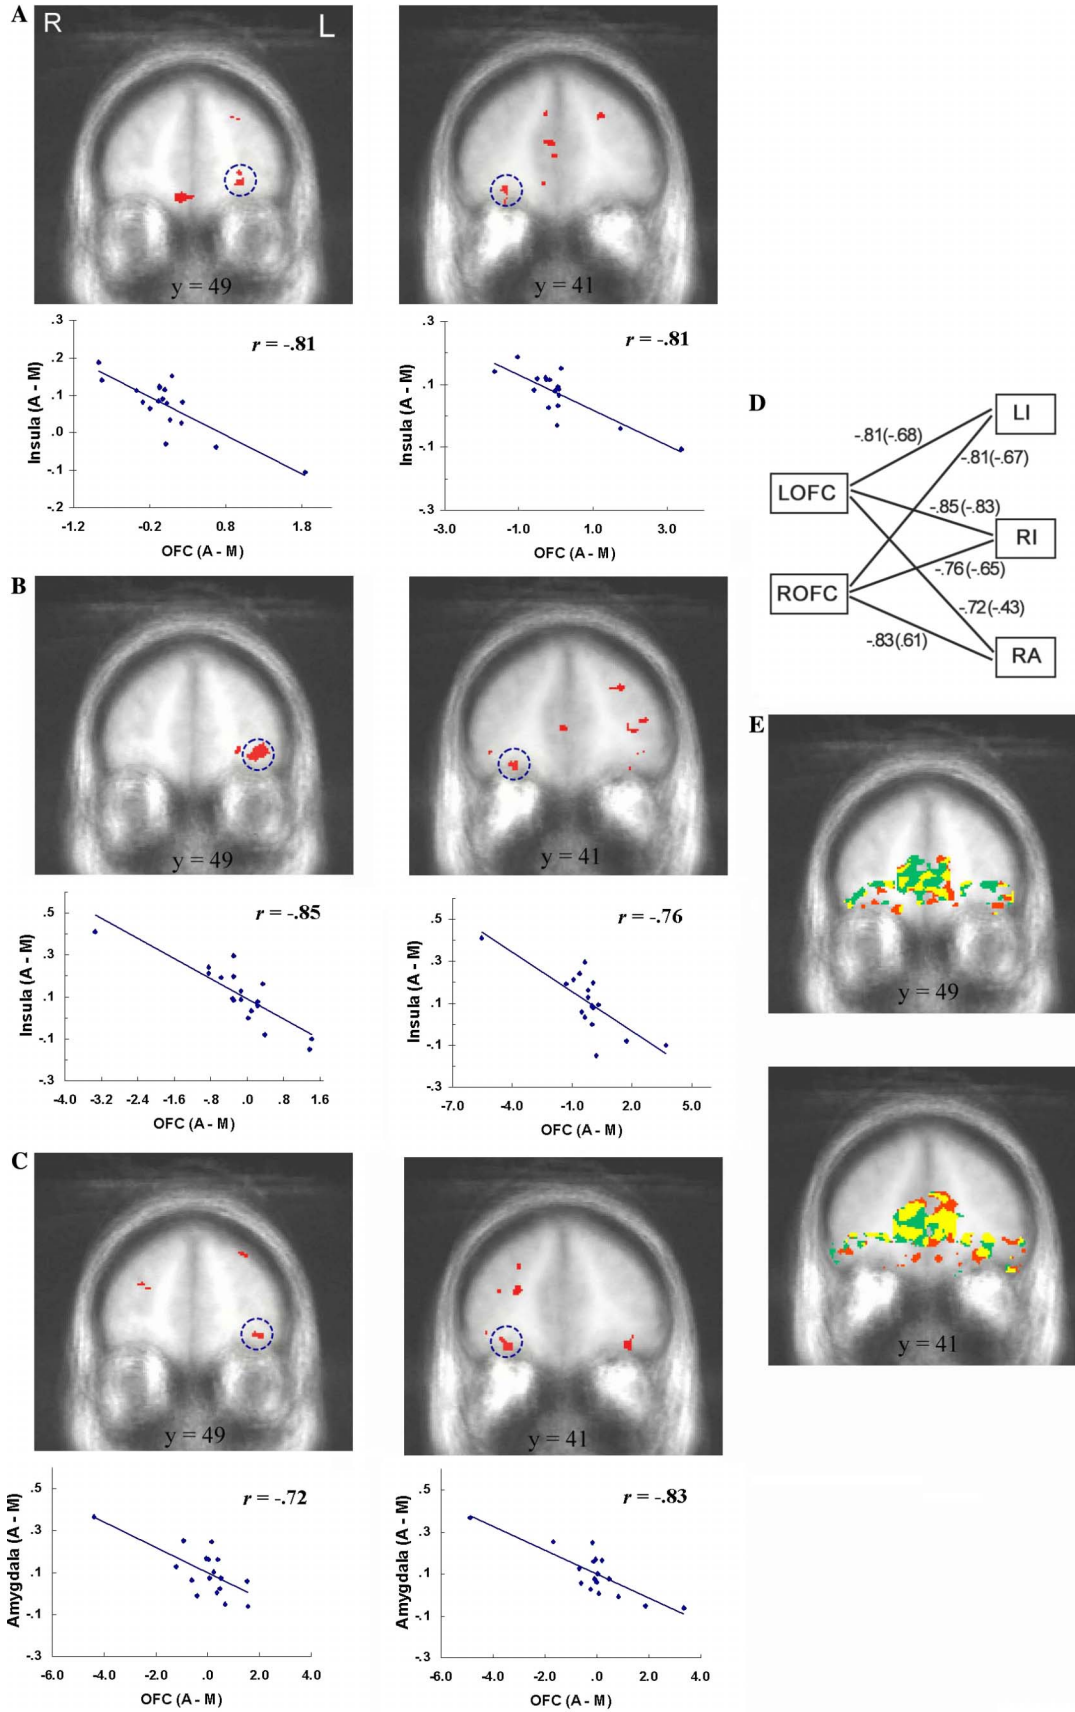 A
R L
y = 49
y = 41
r = -.81
.3
.2
.1
.0
-.1
-.2
Insula (A - M)
-1.2 -0.2 0.8 1.8
OFC (A - M)
r = -.81
.3
.1
-.1
-.3
Insula (A - M)
-3.0 -1.0 1.0 3.0
OFC (A - M)
B
y = 49
y = 41
r = -.85
.5
.3
.1
-.1
-.3
Insula (A - M)
-4.0 -3.2 -2.4 -1.6 -.8 .0 .8 1.6
OFC (A - M)
r = -.76
.5
.3
.1
-.1
-.3
Insula (A - M)
-7.0 -4.0 -1.0 2.0 5.0
OFC (A - M)
C
y = 49
y = 41
r = -.72
.5
.3
.1
-.1
-.3
Amygdala (A - M)
-6.0 -4.0 -2.0 .0 2.0 4.0
OFC (A - M)
r = -.83
.5
.3
.1
-.1
-.3
Amygdala (A - M)
-6.0 -4.0 -2.0 .0 2.0 4.0
OFC (A - M)
D
LI
-.81(-.68)
-.81(-.67)
LOFC
-.85(-.83)
RI
-.76(-.65)
ROFC
-.72(-.43)
-.83(.61)
RA
E
y = 49
y = 41